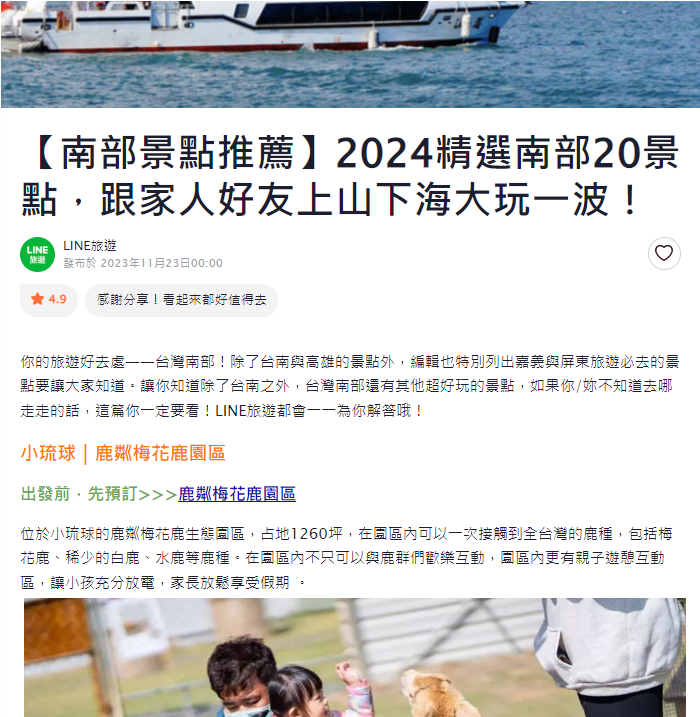 【南部景點推薦】2024精選南部20景
點，跟家人好友上山下海大玩一波！
LINE
旅遊
LINE旅遊
發布於 2023年11月23日00:00
4.9
感謝分享！看起來都好值得去
你的旅遊好去處——台灣南部！除了台南與高雄的景點外，編輯也特別列出嘉義與屏東旅遊必去的景
點要讓大家知道。讓你知道除了台南之外，台灣南部還有其他超好玩的景點，如果你/妳不知道去哪
走走的話，這篇你一定要看！LINE旅遊都會一一為你解答哦！
小琉球｜鹿粼梅花鹿園區
出發前，先預訂>>>鹿粼梅花鹿園區
位於小琉球的鹿粼梅花鹿生態園區，占地1260坪，在園區內可以一次接觸到全台灣的鹿種，包括梅
花鹿、稀少的白鹿、水鹿等鹿種。在園區內不只可以與鹿群們歡樂互動，園區內更有親子遊憩互動
區，讓小孩充分放電，家長放鬆享受假期 。